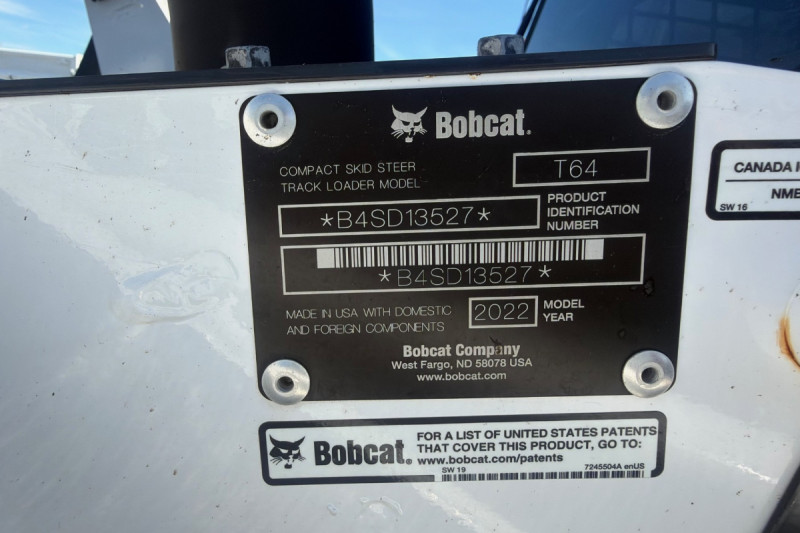 Bobcat.
COMPACT SKID STEER
TRACK LOADER MODEL
T64
*B4SD13527*
PRODUCT
IDENTIFICATION
NUMBER
*B4SD13527*
MADE IN USA WITH DOMESTIC
AND FOREIGN COMPONENTS
2022
MODEL
YEAR
Bobcat Company
West Fargo, ND 58078 USA
www.bobcat.com
CANADA
NMB
SW 16
Bobcat.
FOR A LIST OF UNITED STATES PATENTS
THAT COVER THIS PRODUCT, GO TO:
www.bobcat.com/patents
SW 19
7245504A enUS